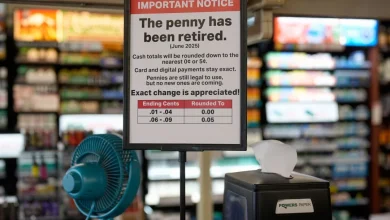 IMPORTANT NOTICE
The penny has
been retired.
(June 2025)
Cash totals will be rounded down to the
nearest 0¢ or 5¢.
Card and digital payments stay exact.
Pennies are still legal to use,
but no new ones are coming.
Exact change is appreciated!
Ending Cents Rounded To
.01 - .04 0.00
.06 - .09 0.05